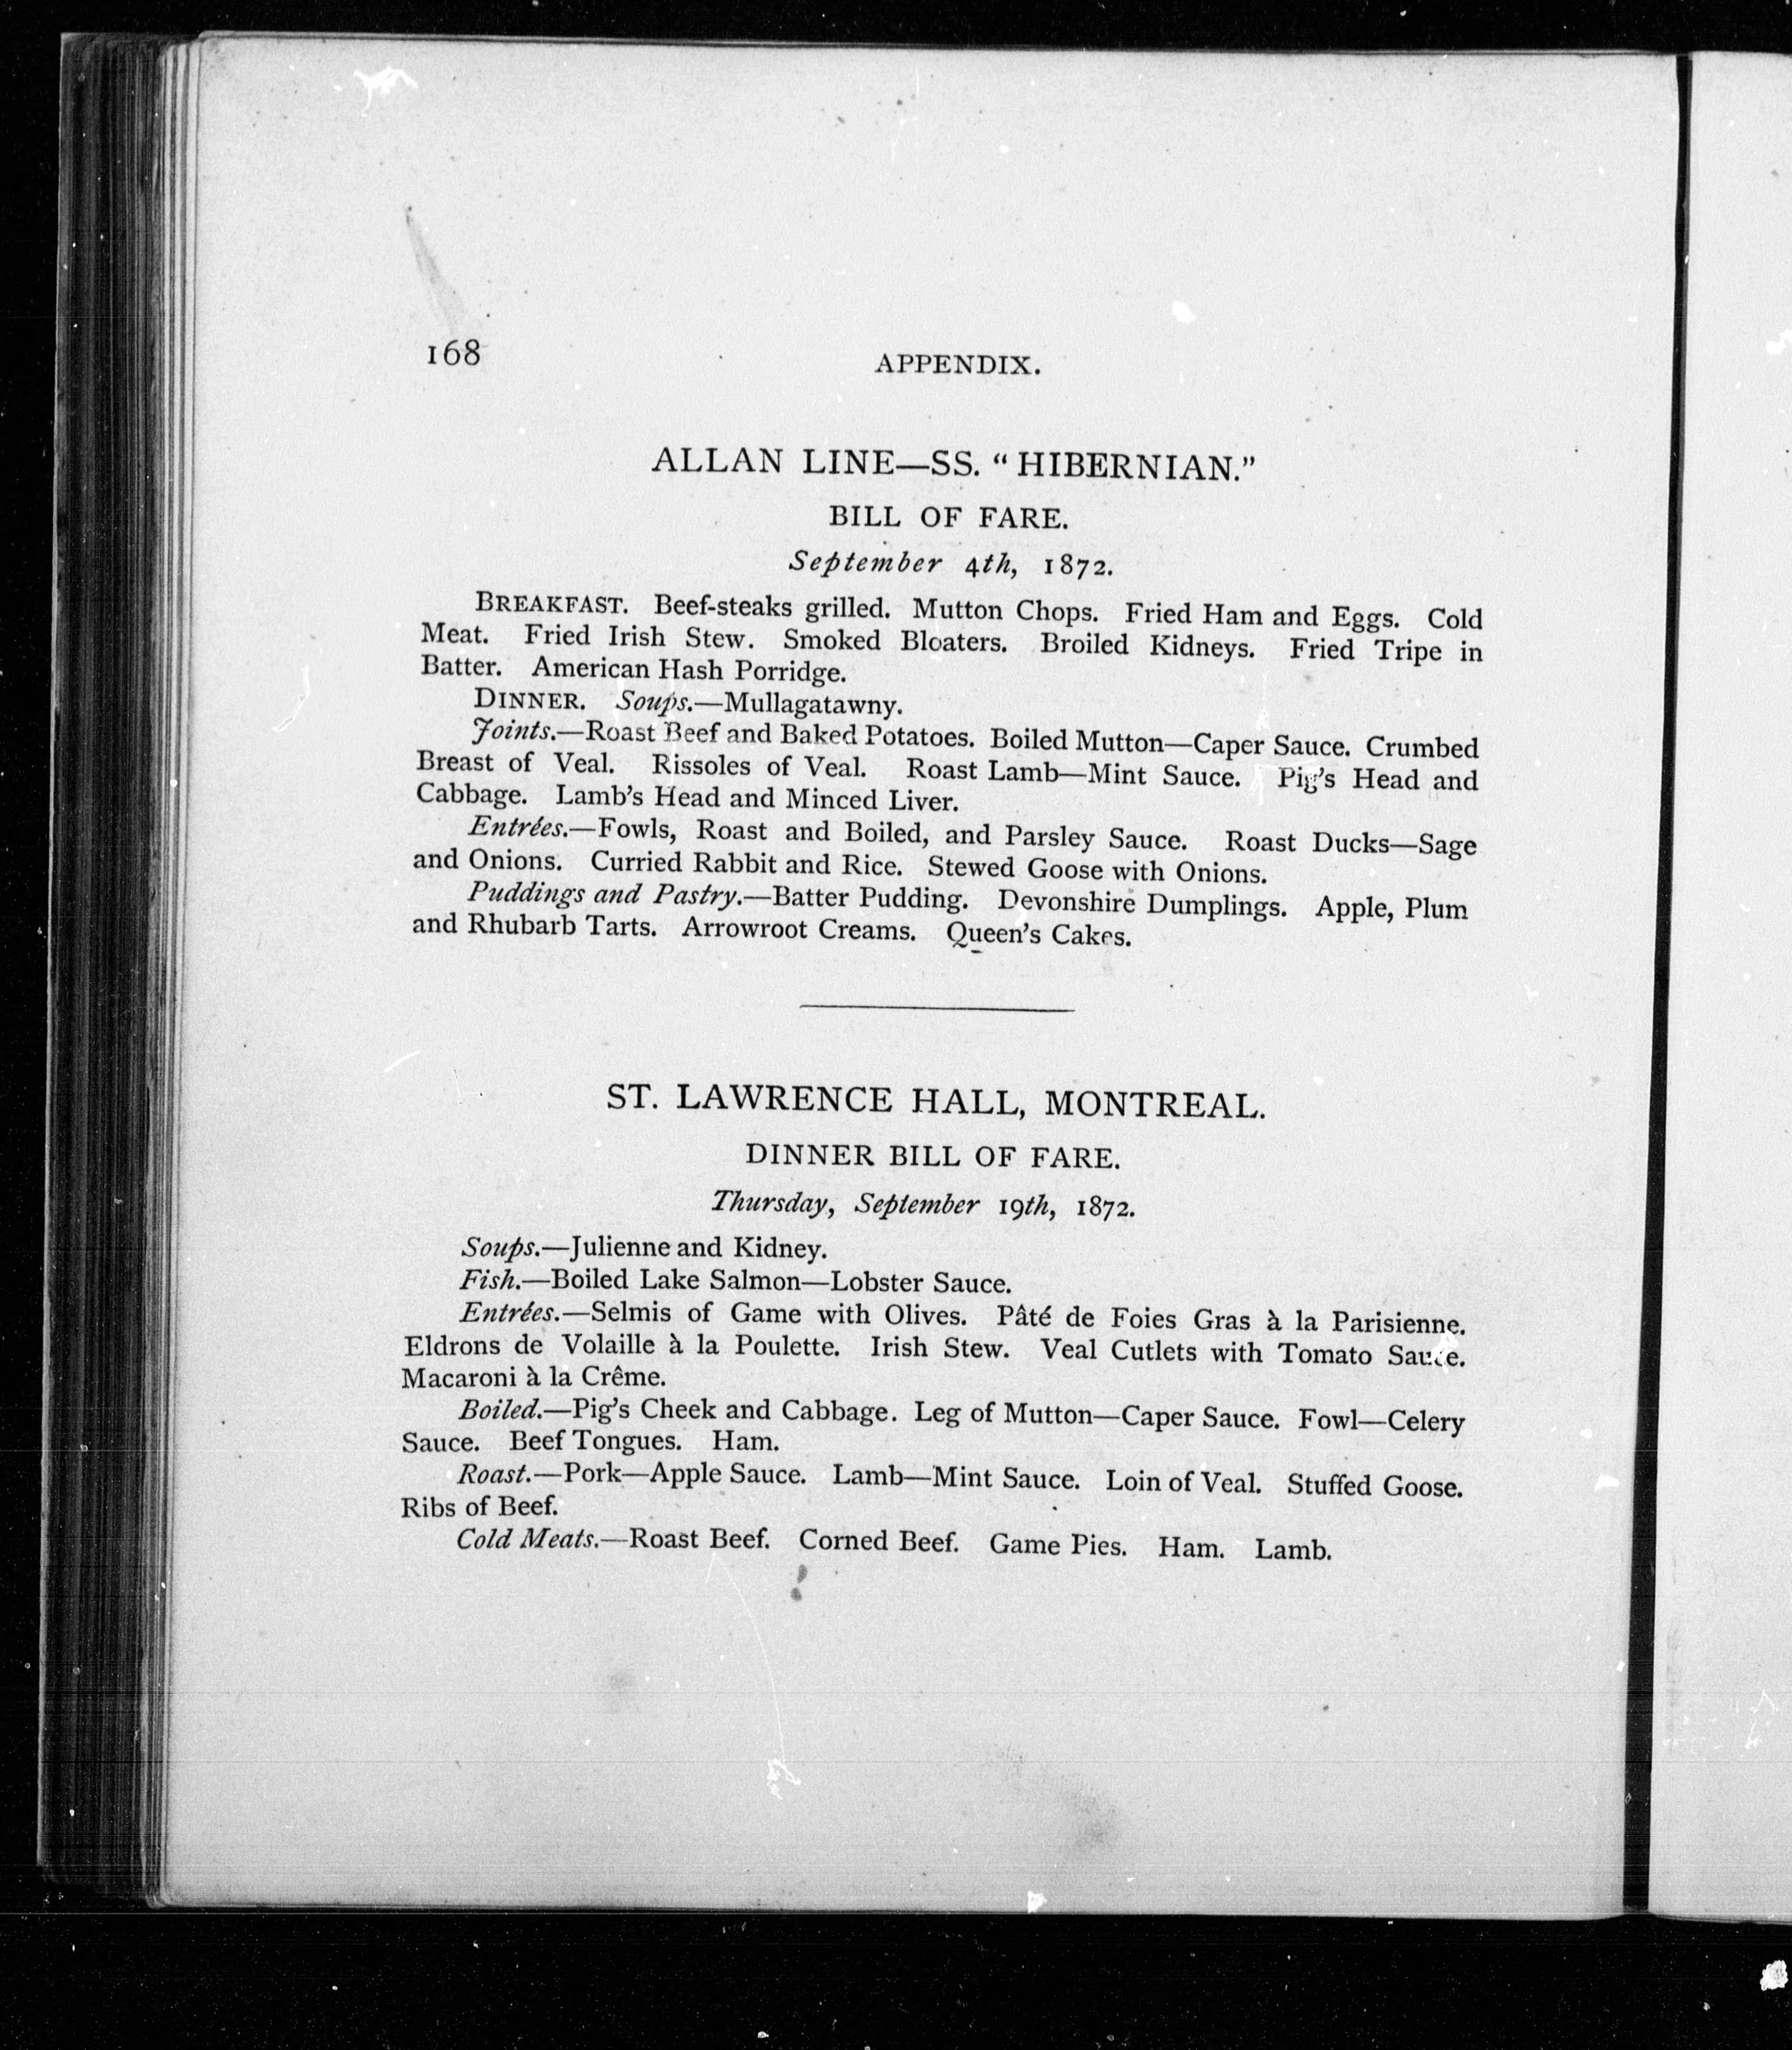 168
APPENDIX.
ALLAN LINE—SS. “HIBERNIAN.”
BILL OF FARE.
September 4th, 1872.
BREAKFAST. Beef-steaks grilled. Mutton Chops. Fried Ham and Eggs. Cold
Meat. Fried Irish Stew. Smoked Bloaters. Broiled Kidneys. Fried Tripe in
Batter. American Hash Porridge.
DINNER. Soups.—Mullagatawny.
Joints.—Roast Beef and Baked Potatoes. Boiled Mutton—Caper Sauce. Crumbed
Breast of Veal. Rissoles of Veal. Roast Lamb—Mint Sauce. Pig’s Head and
Cabbage. Lamb’s Head and Minced Liver.
Entrées.—Fowls, Roast and Boiled, and Parsley Sauce. Roast Ducks—Sage
and Onions. Curried Rabbit and Rice. Stewed Goose with Onions.
Puddings and Pastry.—Batter Pudding. Devonshire Dumplings. Apple, Plum
and Rhubarb Tarts. Arrowroot Creams. Queen’s Cakes.
ST. LAWRENCE HALL, MONTREAL.
DINNER BILL OF FARE.
Thursday, September 19th, 1872.
Soups.—Julienne and Kidney.
Fish.—Boiled Lake Salmon—Lobster Sauce.
Entrées.—Selmis of Game with Olives. Pâté de Foies Gras à la Parisienne.
Eldrons de Volaille à la Poulette. Irish Stew. Veal Cutlets with Tomato Sauce.
Macaroni à la Crême.
Boiled.—Pig’s Cheek and Cabbage. Leg of Mutton—Caper Sauce. Fowl—Celery
Sauce. Beef Tongues. Ham.
Roast.—Pork—Apple Sauce. Lamb—Mint Sauce. Loin of Veal. Stuffed Goose.
Ribs of Beef.
Cold Meats.—Roast Beef. Corned Beef. Game Pies. Ham. Lamb.